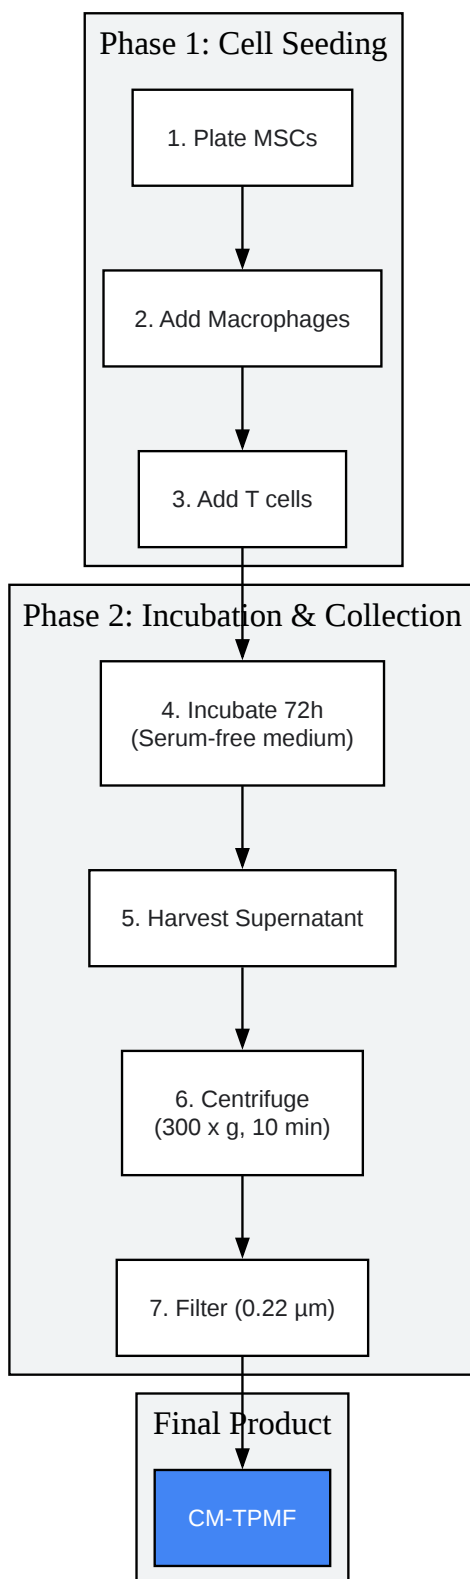 Phase 1: Cell Seeding
1. Plate MSCs
2. Add Macrophages
3. Add T cells
Phase 2: Incubation & Collection
4. Incubate 72h
(Serum-free medium)
5. Harvest Supernatant
6. Centrifuge
(300 x g, 10 min)
7. Filter (0.22 µm)
Final Product
CM-TPMF